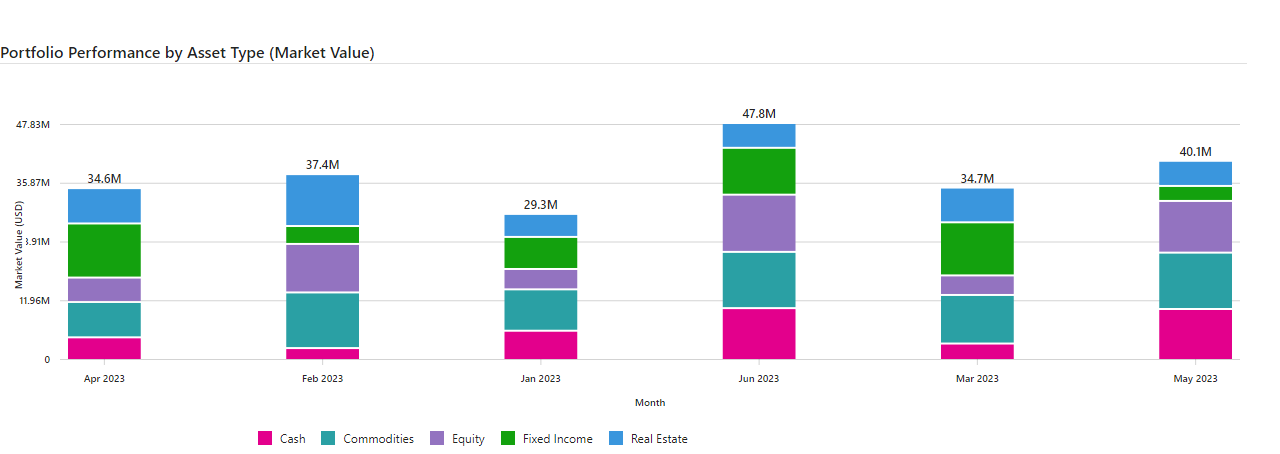 Portfolio Performance by Asset Type (Market Value)
47.83M
35.87M
3.91M
11.96M
0
Market Value (USD)
34.6M
37.4M
29.3M
47.8M
34.7M
40.1M
Apr 2023
Feb 2023
Jan 2023
Jun 2023
Mar 2023
May 2023
Month
Cash
Commodities
Equity
Fixed Income
Real Estate